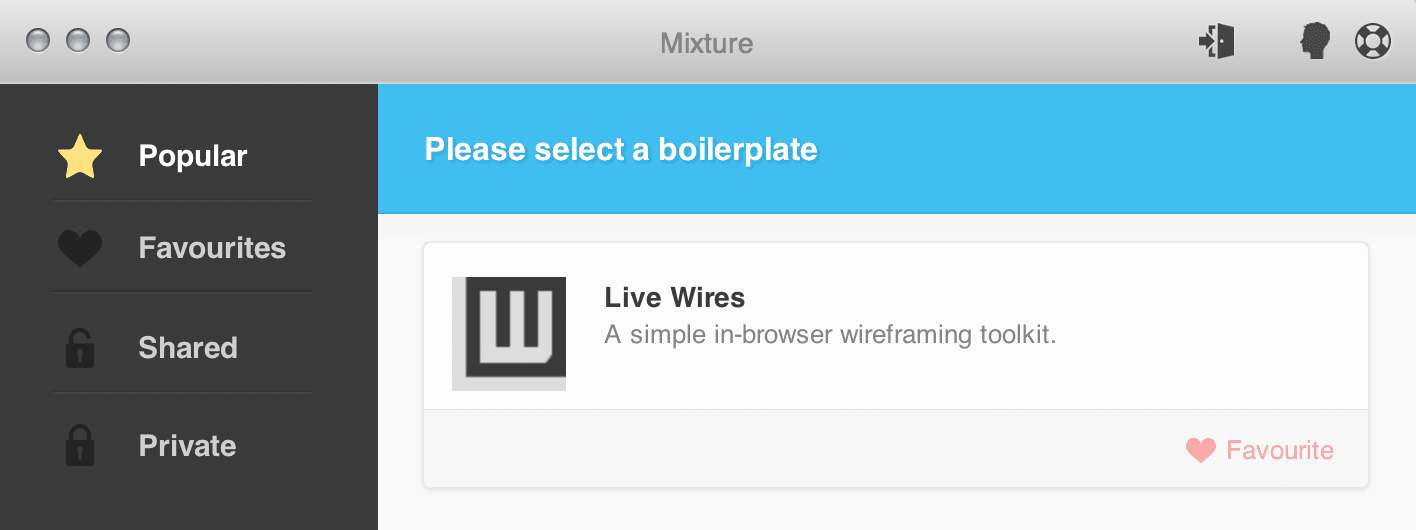 Mixture
Popular
Favourites
Shared
Private
Please select a boilerplate
Live Wires
A simple in-browser wireframing toolkit.
Favourite